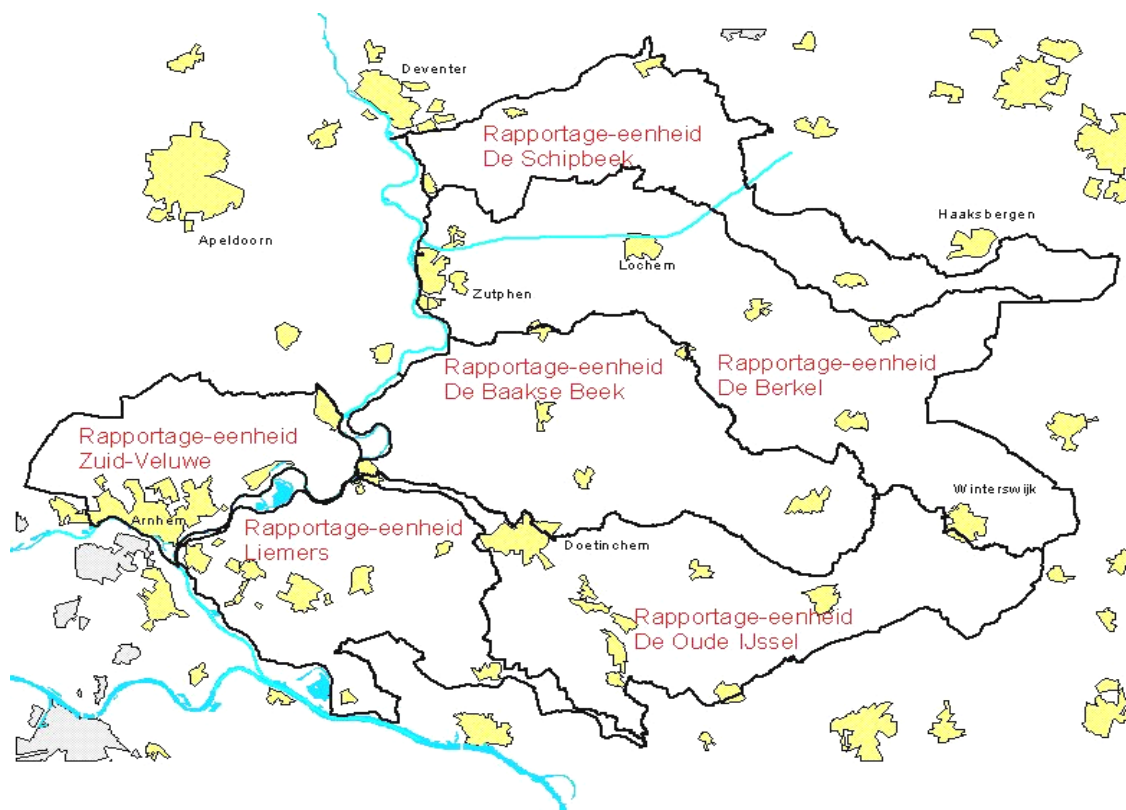 Deventer
Rapportage-eenheid
De Schipbeek
Apeldoorn
Haaksbergen
Lochem
Zutphen
Rapportage-eenheid
De Baakse Beek
Rapportage-eenheid
De Berkel
Rapportage-eenheid
Zuid-Veluwe
Winterswijk
Arnhem
Rapportage-eenheid
Liemers
Doetinchem
Rapportage-eenheid
De Oude IJssel